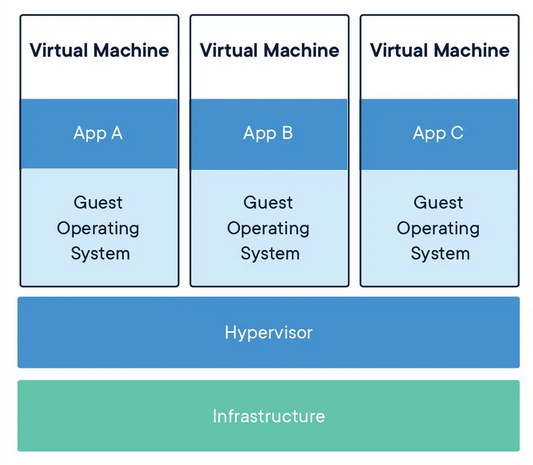 Virtual Machine
App A
Guest
Operating
System
Virtual Machine
App B
Guest
Operating
System
Virtual Machine
App C
Guest
Operating
System
Hypervisor
Infrastructure